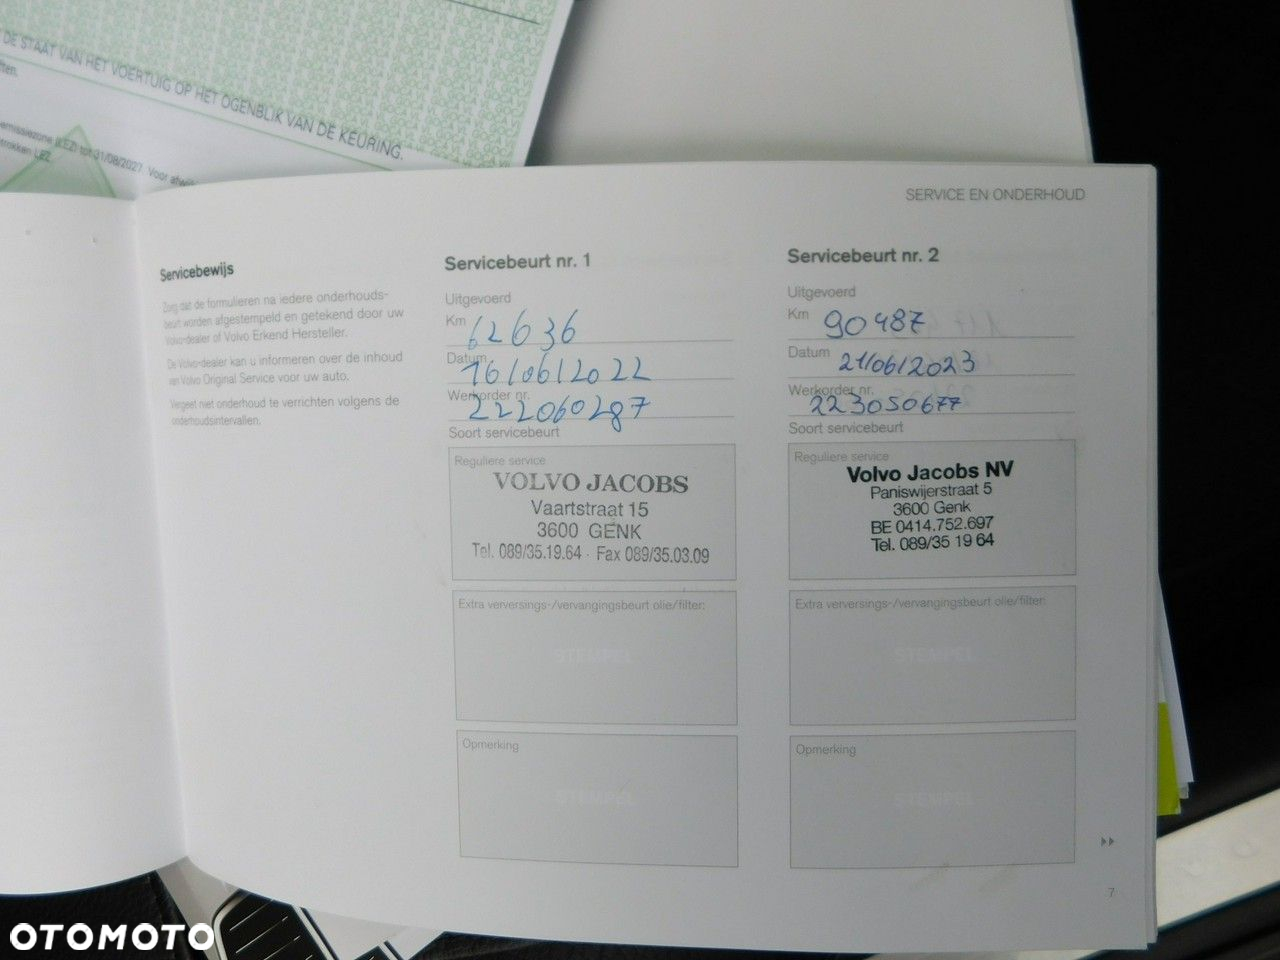 DE STAAT VAN HET VOERTUIG OP HET OGENBLIK VAN DE KEURING.
(LEZ) tot 31/08/2027. Voor
LEZ.
SERVICE EN ONDERHOUD
Servicebewijs
Zorg dat de formulieren na iedere onderhouds-
beurt worden afgestempeld en getekend door uw
Volvo-dealer of Volvo Erkend Hersteller.
De Volvo-dealer kan u informeren over de inhoud
van Volvo Original Service voor uw auto.
Vergeet niet onderhoud te verrichten volgens de
onderhoudsintervallen.
Servicebeurt nr. 1
Uitgevoerd
Km 62636
Datum 16/06/2022
Werkorder nr. 222060287
Soort servicebeurt
Reguliere service
VOLVO JACOBS
Vaartstraat 15
3600 GENK
Tel. 089/35.19.64 - Fax 089/35.03.09
Extra verversings-/vervangingsbeurt olie/filter:
STEMPEL
Opmerking
STEMPEL
Servicebeurt nr. 2
Uitgevoerd
Km 90487
Datum 21/06/2023
Werkorder nr. 223050677
Soort servicebeurt
Reguliere service
Volvo Jacobs NV
Paniswijerstraat 5
3600 Genk
BE 0414.752.697
Tel. 089/35 19 64
Extra verversings-/vervangingsbeurt olie/filter:
STEMPEL
Opmerking
STEMPEL
7
OTOMOTO